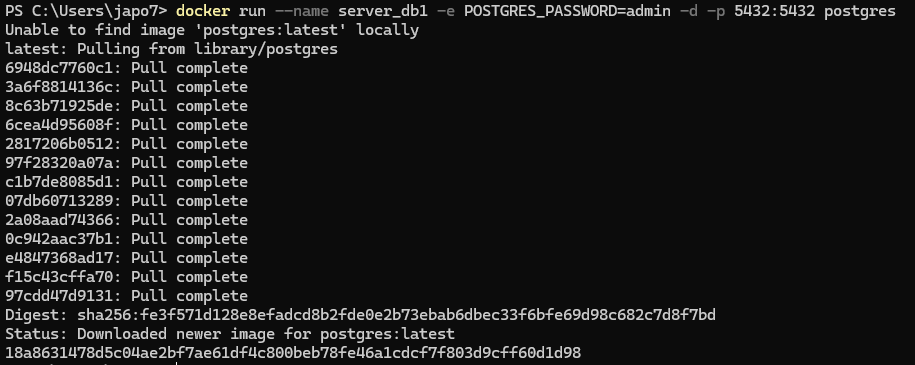 PS C:\Users\japo7> docker run --name server_db1 -e POSTGRES_PASSWORD=admin -d -p 5432:5432 postgres
Unable to find image 'postgres:latest' locally
latest: Pulling from library/postgres
6948dc7760c1: Pull complete
3a6f8814136c: Pull complete
8c63b71925de: Pull complete
6cea4d95608f: Pull complete
2817206b0512: Pull complete
97f28320a07a: Pull complete
c1b7de8085d1: Pull complete
07db60713289: Pull complete
2a08aad74366: Pull complete
0c942aac37b1: Pull complete
e4847368ad17: Pull complete
f15c43cffa70: Pull complete
97cdd47d9131: Pull complete
Digest: sha256:fe3f571d128e8efadcd8b2fde0e2b73ebab6dbec33f6bfe69d98c682c7d8f7bd
Status: Downloaded newer image for postgres:latest
18a8631478d5c04ae2bf7ae61df4c800beb78fe46a1cdcf7f803d9cff60d1d98